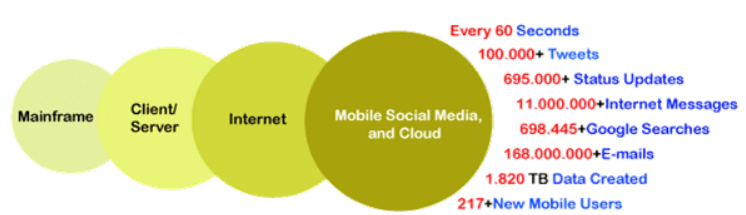 Mainframe
Client/
Server
Internet
Mobile Social Media,
and Cloud
Every 60 Seconds
100.000+ Tweets
695.000+ Status Updates
11.000.000+Internet Messages
698.445+Google Searches
168.000.000+E-mails
1.820 TB Data Created
217+New Mobile Users